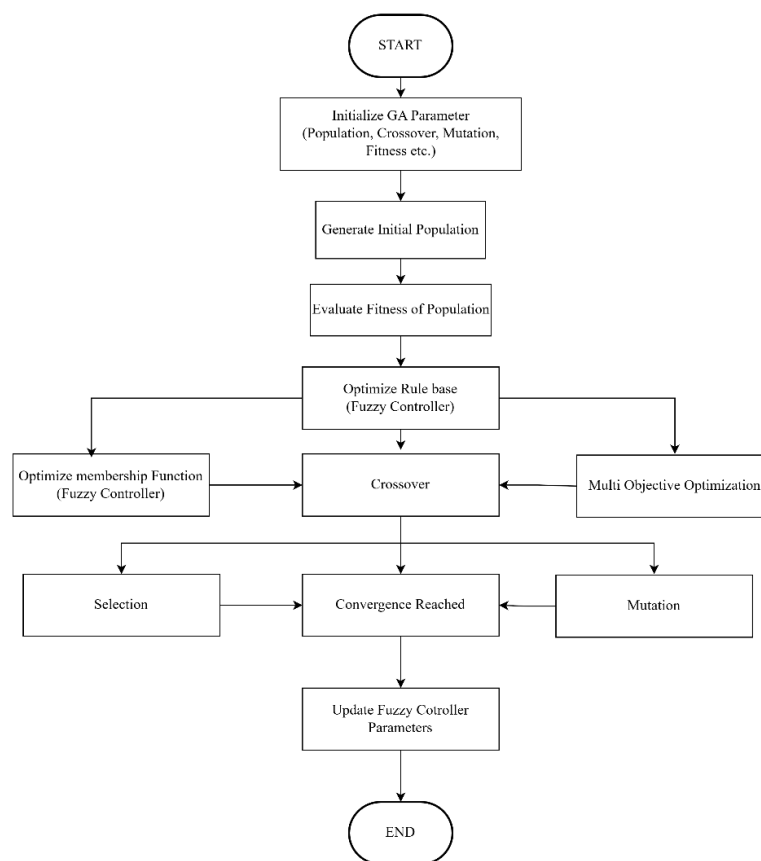 START
Initialize GA Parameter
(Population, Crossover, Mutation,
Fitness etc.)
Generate Initial Population
Evaluate Fitness of Population
Optimize Rule base
(Fuzzy Controller)
Optimize membership Function
(Fuzzy Controller)
Crossover
Multi Objective Optimization
Selection
Convergence Reached
Mutation
Update Fuzzy Cotroller
Parameters
END